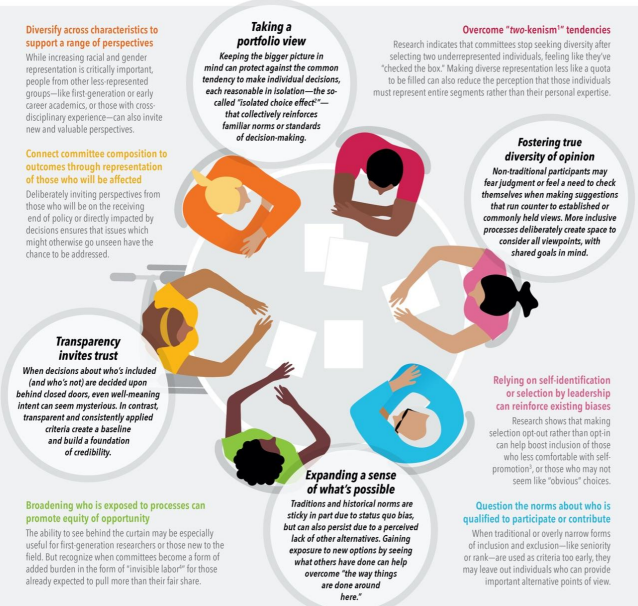 Diversify across characteristics to
support a range of perspectives
While increasing racial and gender
representation is critically important,
people from other less-represented
groups—like first-generation or early
career academics, or those with cross-
disciplinary experience—can also invite
new and valuable perspectives.
Connect committee composition to
outcomes through representation
of those who will be affected
Deliberately inviting perspectives from
those who will be on the receiving
end of policy or directly impacted by
decisions ensures that issues which
might otherwise go unseen have the
chance to be addressed.
Taking a
portfolio view
Keeping the bigger picture in
mind can protect against the common
tendency to make individual decisions,
each reasonable in isolation—the so-
called "isolated choice effect²"—
that collectively reinforces
familiar norms or standards
of decision-making.
Overcome "two-kenism¹" tendencies
Research indicates that committees stop seeking diversity after
selecting two underrepresented individuals, feeling like they've
"checked the box." Making diverse representation less like a quota
to be filled can also reduce the perception that those individuals
must represent entire segments rather than their personal expertise.
Fostering true
diversity of opinion
Non-traditional participants may
fear judgment or feel a need to check
themselves when making suggestions
that run counter to established or
commonly held views. More inclusive
processes deliberately create space to
consider all viewpoints, with
shared goals in mind.
Transparency
invites trust
When decisions about who's included
(and who's not) are decided upon
behind closed doors, even well-meaning
intent can seem mysterious. In contrast,
transparent and consistently applied
criteria create a baseline
and build a foundation
of credibility.
Relying on self-identification
or selection by leadership
can reinforce existing biases
Research shows that making
selection opt-out rather than opt-in
can help boost inclusion of those
who less comfortable with self-
promotion³, or those who may not
seem like "obvious" choices.
Broadening who is exposed to processes can
promote equity of opportunity
The ability to see behind the curtain may be especially
useful for first-generation researchers or those new to the
field. But recognize when committees become a form of
added burden in the form of "invisible labor⁴" for those
already expected to pull more than their fair share.
Expanding a sense
of what's possible
Traditions and historical norms are
sticky in part due to status quo bias,
but can also persist due to a perceived
lack of other alternatives. Gaining
exposure to new options by seeing
what others have done can help
overcome "the way things
are done around
here."
Question the norms about who is
qualified to participate or contribute
When traditional or overly narrow forms
of inclusion and exclusion—like seniority
or rank—are used as criteria too early, they
may leave out individuals who can provide
important alternative points of view.